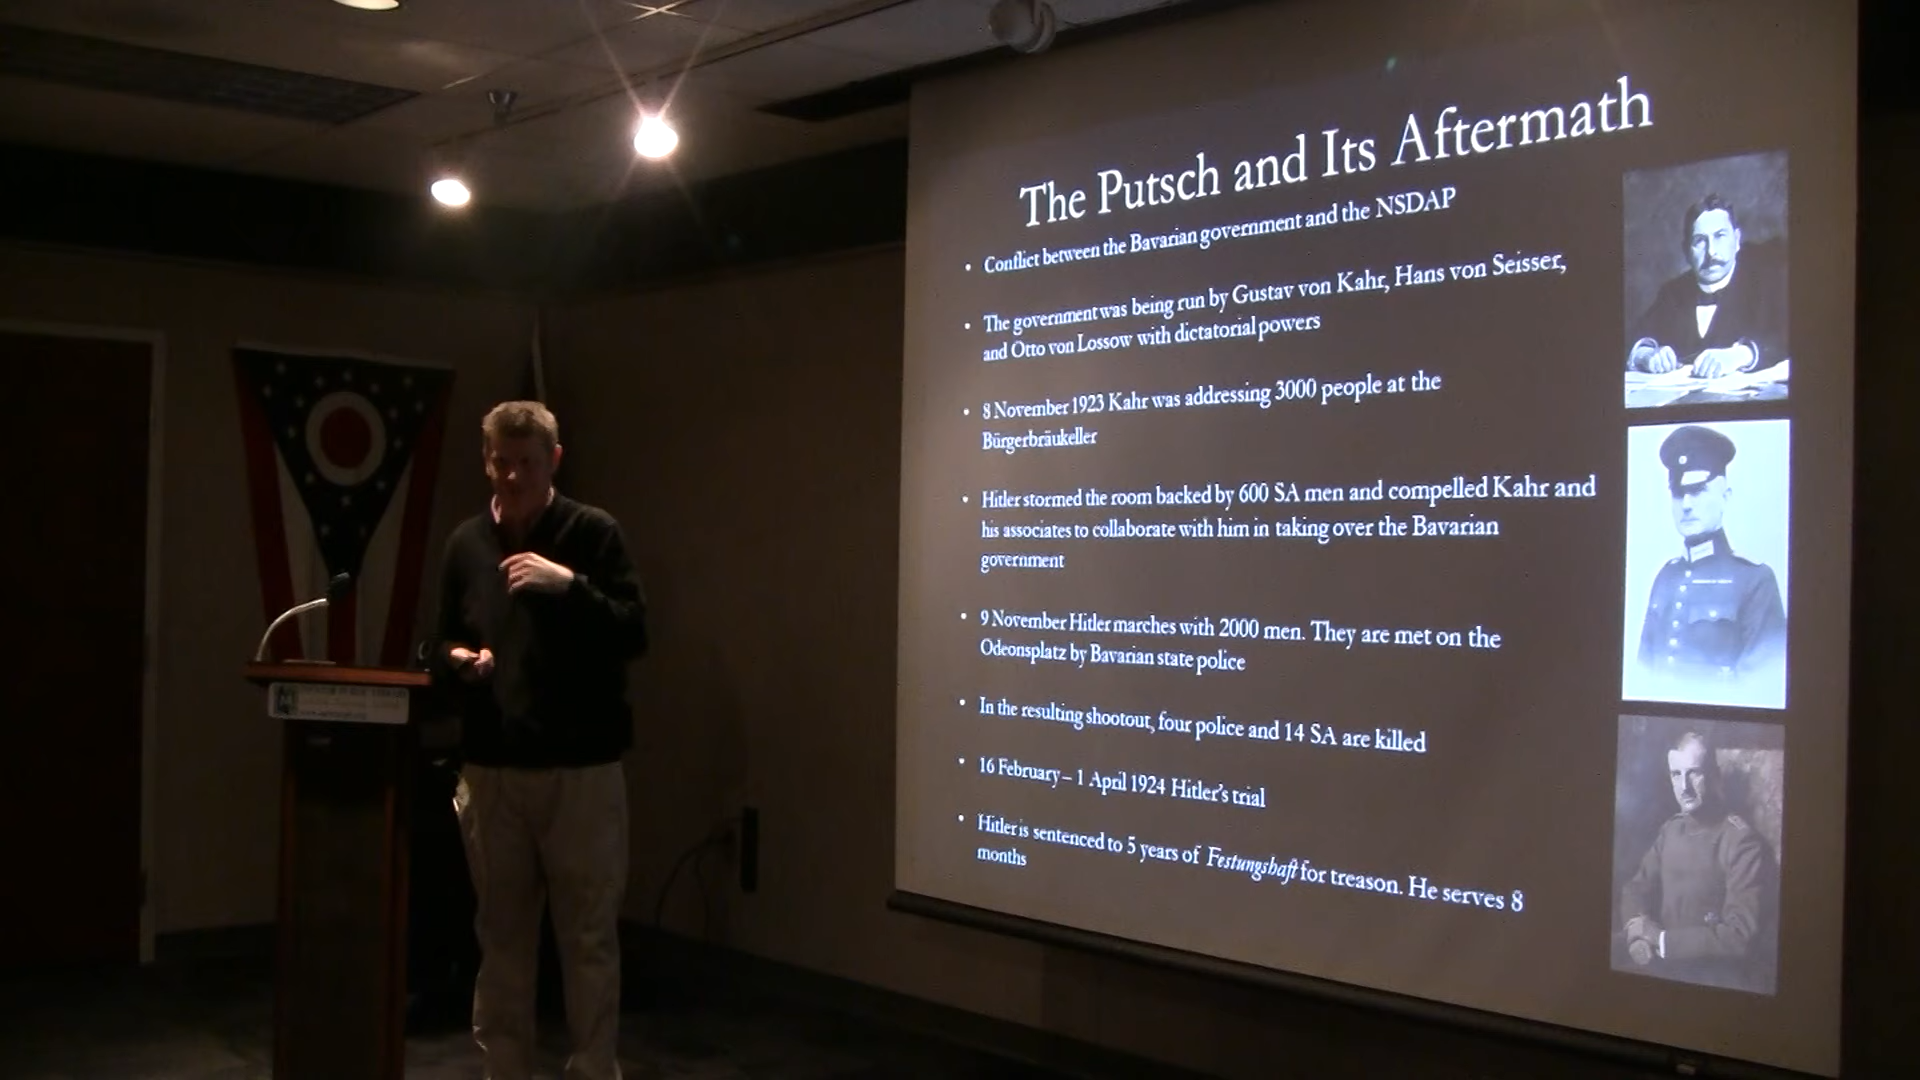 The Putsch and Its Aftermath
• Conflict between the Bavarian government and the NSDAP
• The government was being run by Gustav von Kahr, Hans von Seisser,
and Otto von Lossow with dictatorial powers
• 8 November 1923 Kahr was addressing 3000 people at the
Bürgerbräukeller
• Hitler stormed the room backed by 600 SA men and compelled Kahr and
his associates to collaborate with him in taking over the Bavarian
government
• 9 November Hitler marches with 2000 men. They are met on the
Odeonsplatz by Bavarian state police
• In the resulting shootout, four police and 14 SA are killed
• 16 February – 1 April 1924 Hitler's trial
• Hitler is sentenced to 5 years of Festungshaft for treason. He serves 8
months